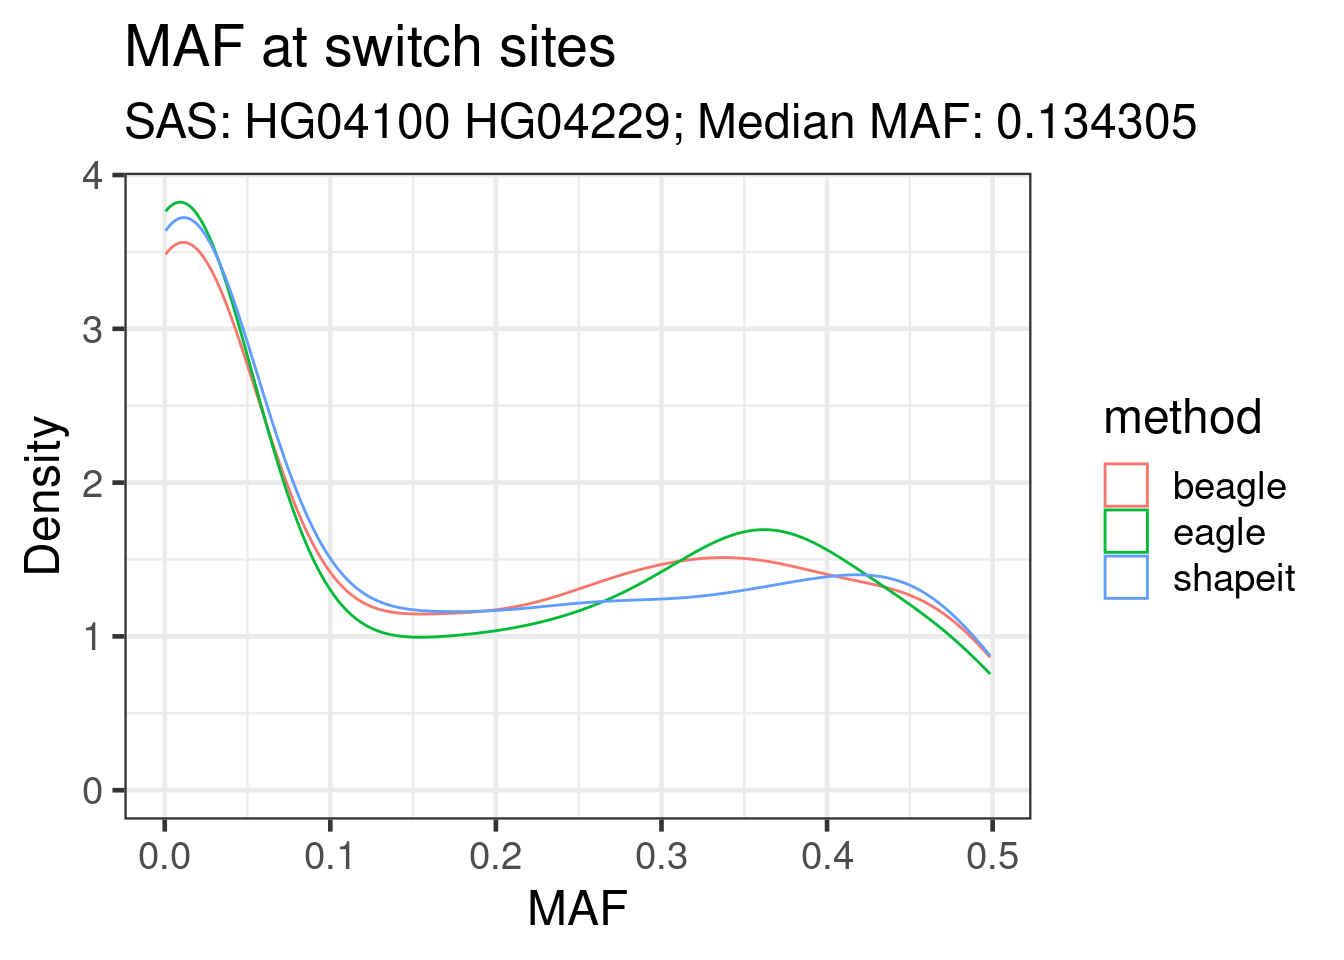 MAF at switch sites
SAS: HG04100 HG04229; Median MAF: 0.134305
4
3
2
1
0
Density
0.0 0.1 0.2 0.3 0.4 0.5
MAF
method
beagle
eagle
shapeit